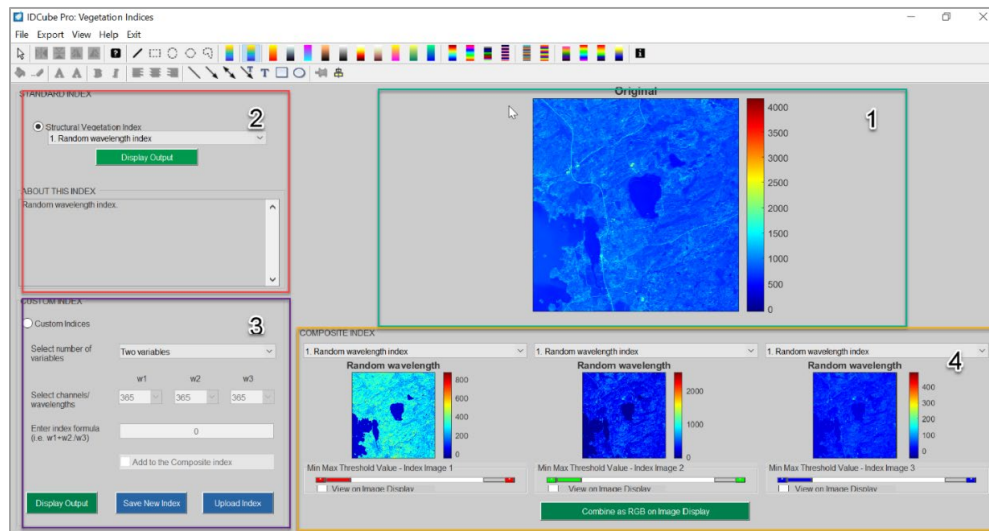 IDCube Pro: Vegetation Indices
File Export View Help Exit
A A B I T
STANDARD INDEX
2
Structural Vegetation Index
1. Random wavelength index
Display Output
ABOUT THIS INDEX
Random wavelength index.
Original
1
4000
3500
3000
2500
2000
1500
1000
500
0
CUSTOM INDEX
3
Custom Indices
Select number of
variables
Two variables
w1 w2 w3
Select channels/
wavelengths
365 365 365
Enter index formula
(i.e. w1+w2./w3)
0
Add to the Composite index
Display Output Save New Index Upload Index
COMPOSITE INDEX
4
1. Random wavelength index 1. Random wavelength index 1. Random wavelength index
Random wavelength Random wavelength Random wavelength
800
600
400
200
0
2000
1000
0
400
300
200
100
0
Min Max Threshold Value - Index Image 1 Min Max Threshold Value - Index Image 2 Min Max Threshold Value - Index Image 3
View on Image Display View on Image Display View on Image Display
Combine as RGB on Image Display